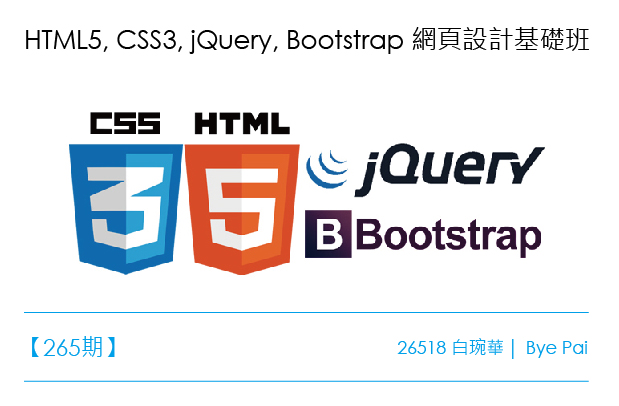 HTML5, CSS3, jQuery, Bootstrap 網頁設計基礎班
CSS HTML
3 5
jQuery
B Bootstrap
【265期】
26518 白琬華 | Bye Pai